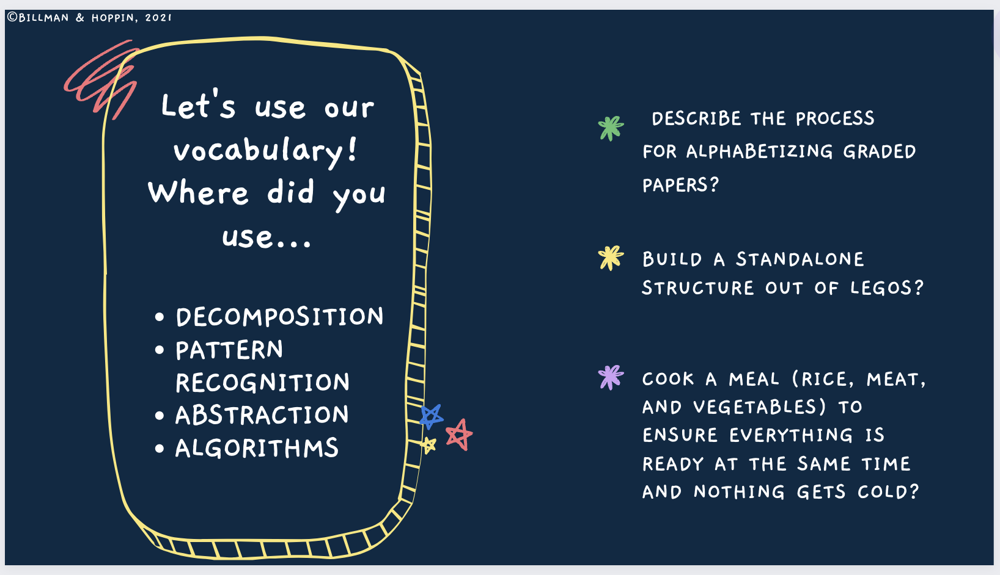 ©BILLMAN & HOPPIN, 2021
Let's use our
vocabulary!
Where did you
use...
• DECOMPOSITION
• PATTERN
RECOGNITION
• ABSTRACTION
• ALGORITHMS
DESCRIBE THE PROCESS
FOR ALPHABETIZING GRADED
PAPERS?
BUILD A STANDALONE
STRUCTURE OUT OF LEGOS?
COOK A MEAL (RICE, MEAT,
AND VEGETABLES) TO
ENSURE EVERYTHING IS
READY AT THE SAME TIME
AND NOTHING GETS COLD?